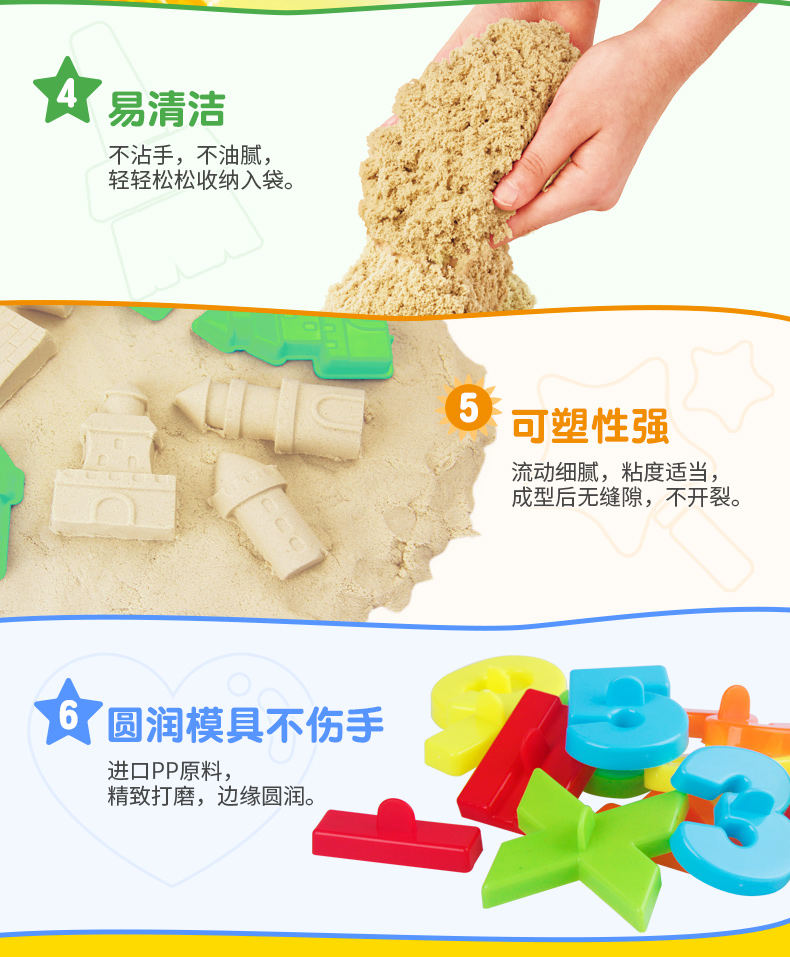 4
易清洁
不沾手，不油腻，
轻轻松松收纳入袋。
5
可塑性强
流动细腻，粘度适当，
成型后无缝隙，不开裂。
6
圆润模具不伤手
进口PP原料，
精致打磨，边缘圆润。